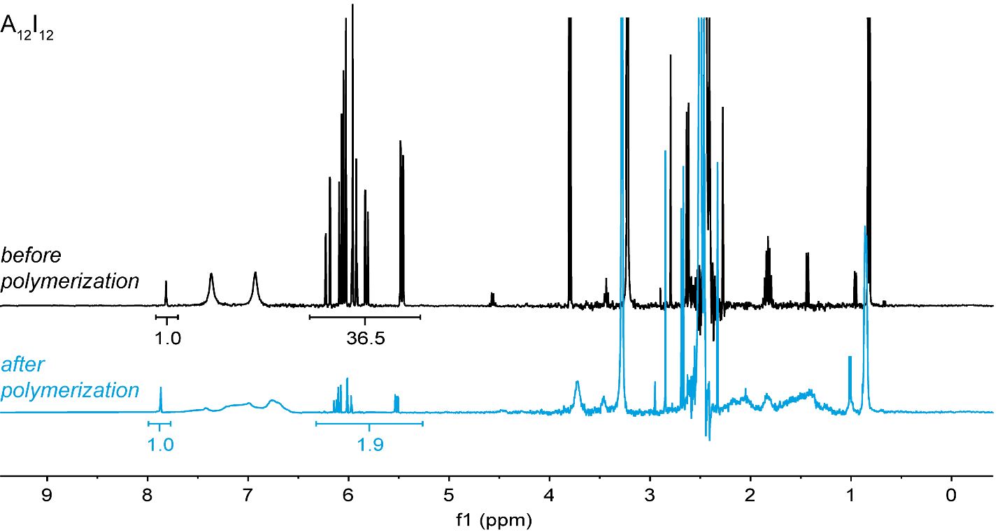 A₁₂I₁₂
before
polymerization
1.0 36.5
after
polymerization
1.0 1.9
9 8 7 6 5 4 3 2 1 0
f1 (ppm)